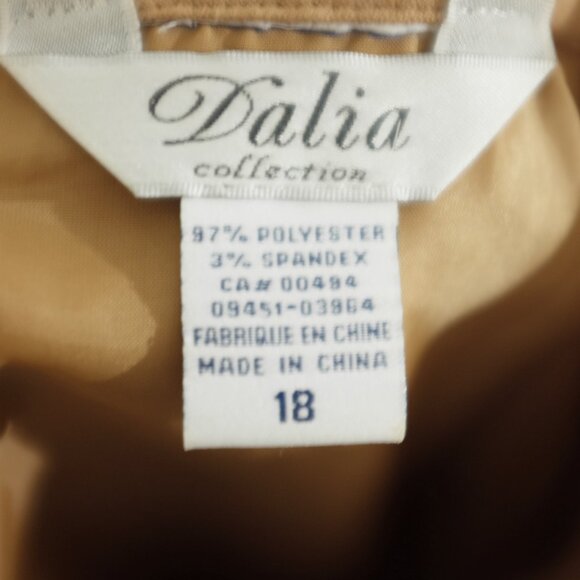 Dalia
collection
97% POLYESTER
3% SPANDEX
CA# 00494
09451-03964
FABRIQUE EN CHINE
MADE IN CHINA
18